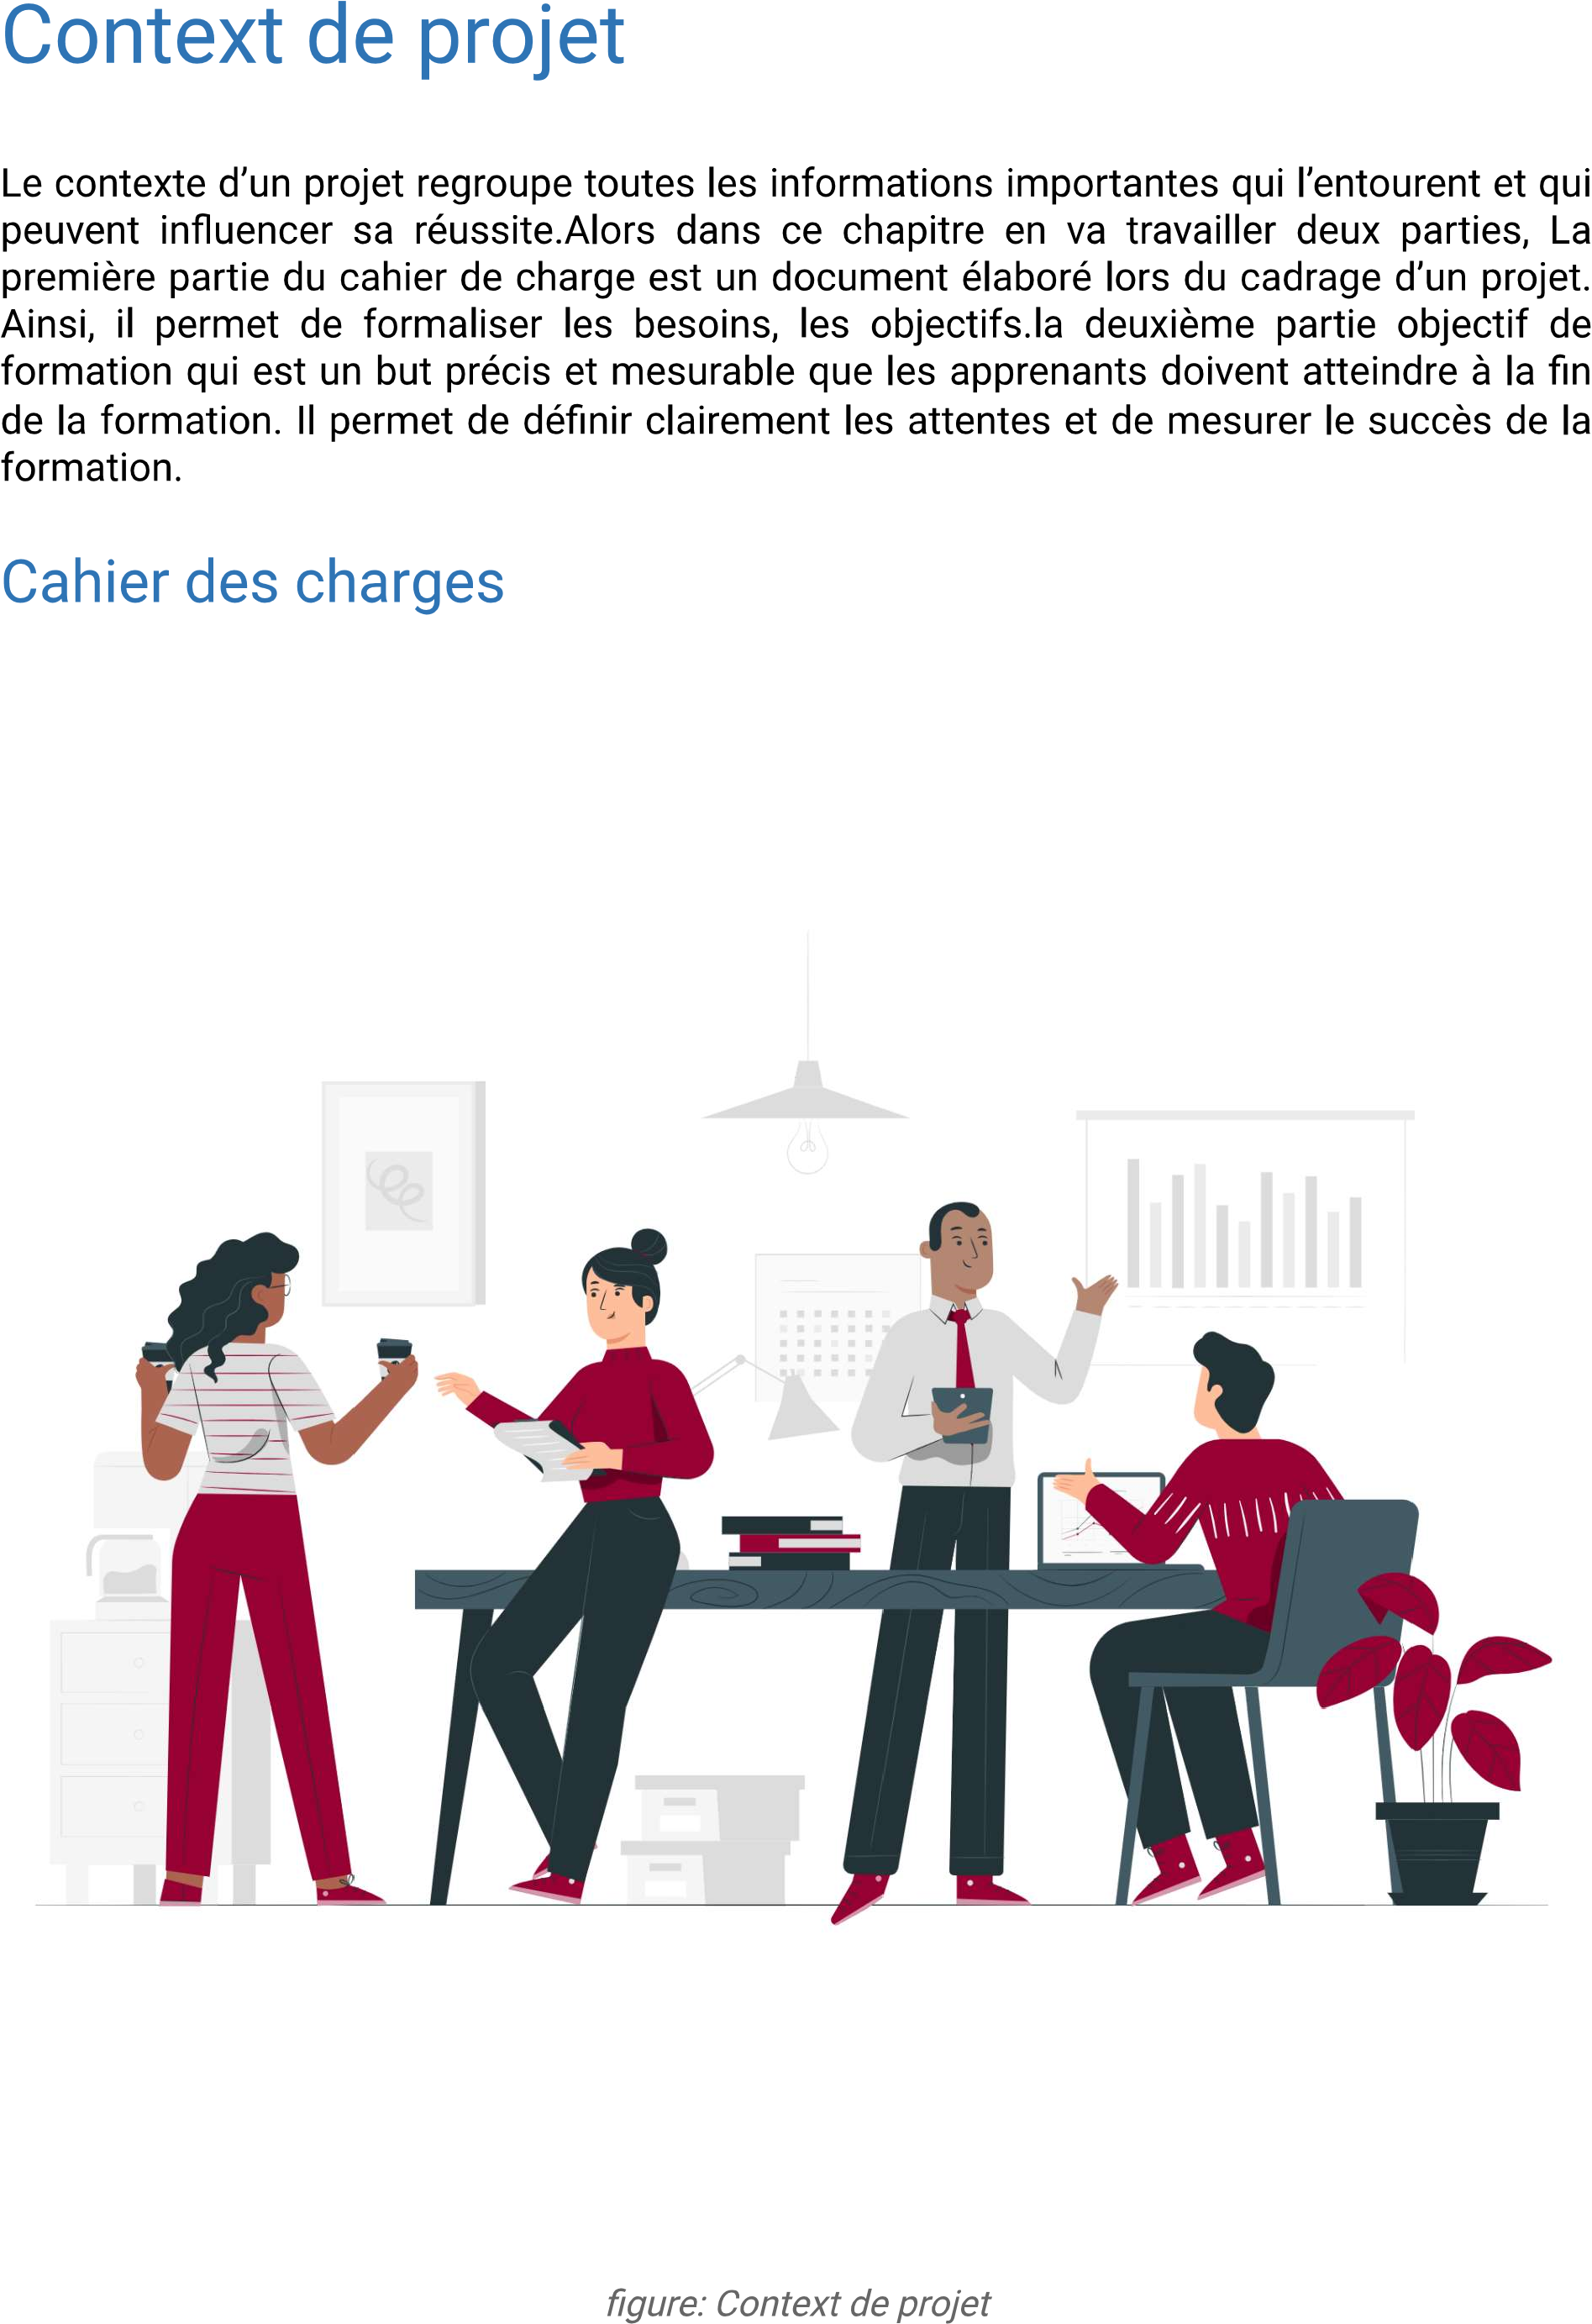 Context de projet
Le contexte d’un projet regroupe toutes les informations importantes qui l’entourent et qui
peuvent influencer sa réussite.Alors dans ce chapitre en va travailler deux parties, La
première partie du cahier de charge est un document élaboré lors du cadrage d’un projet.
Ainsi, il permet de formaliser les besoins, les objectifs.la deuxième partie objectif de
formation qui est un but précis et mesurable que les apprenants doivent atteindre à la fin
de la formation. Il permet de définir clairement les attentes et de mesurer le succès de la
formation.
Cahier des charges
figure: Context de projet